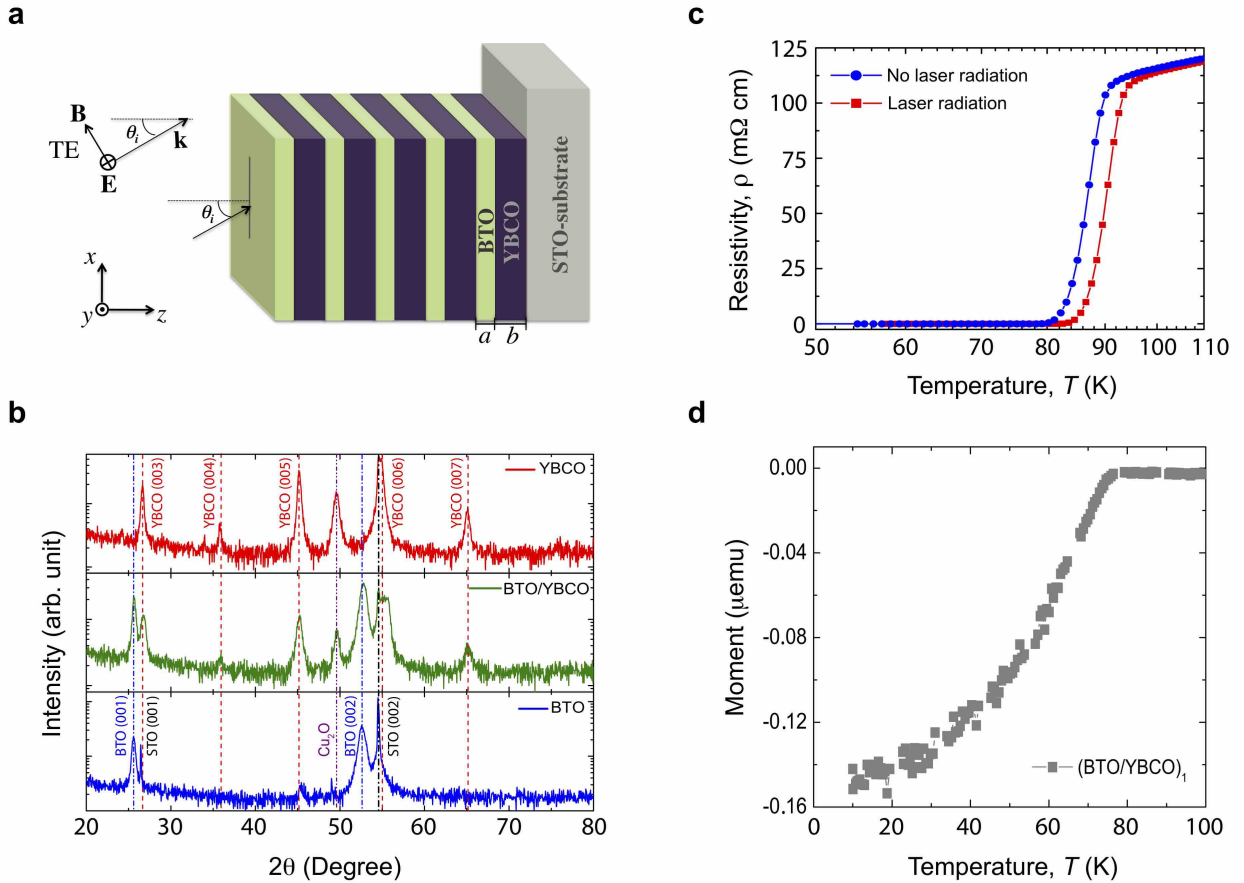 a
B
θi
k
TE
E
θi
x
y
z
BTO
YBCO
STO-substrate
a
b
b
YBCO (003)
YBCO (004)
YBCO (005)
YBCO (006)
YBCO (007)
YBCO
BTO/YBCO
BTO
BTO (001)
STO (001)
Cu2O
BTO (002)
STO (002)
Intensity (arb. unit)
20 30 40 50 60 70 80
2θ (Degree)
c
No laser radiation
Laser radiation
125
100
75
50
25
0
50 60 70 80 90 100 110
Resistivity, ρ (mΩ cm)
Temperature, T (K)
d
0.00
-0.04
-0.08
-0.12
-0.16
0 20 40 60 80 100
Moment (μemu)
(BTO/YBCO)1
Temperature, T (K)